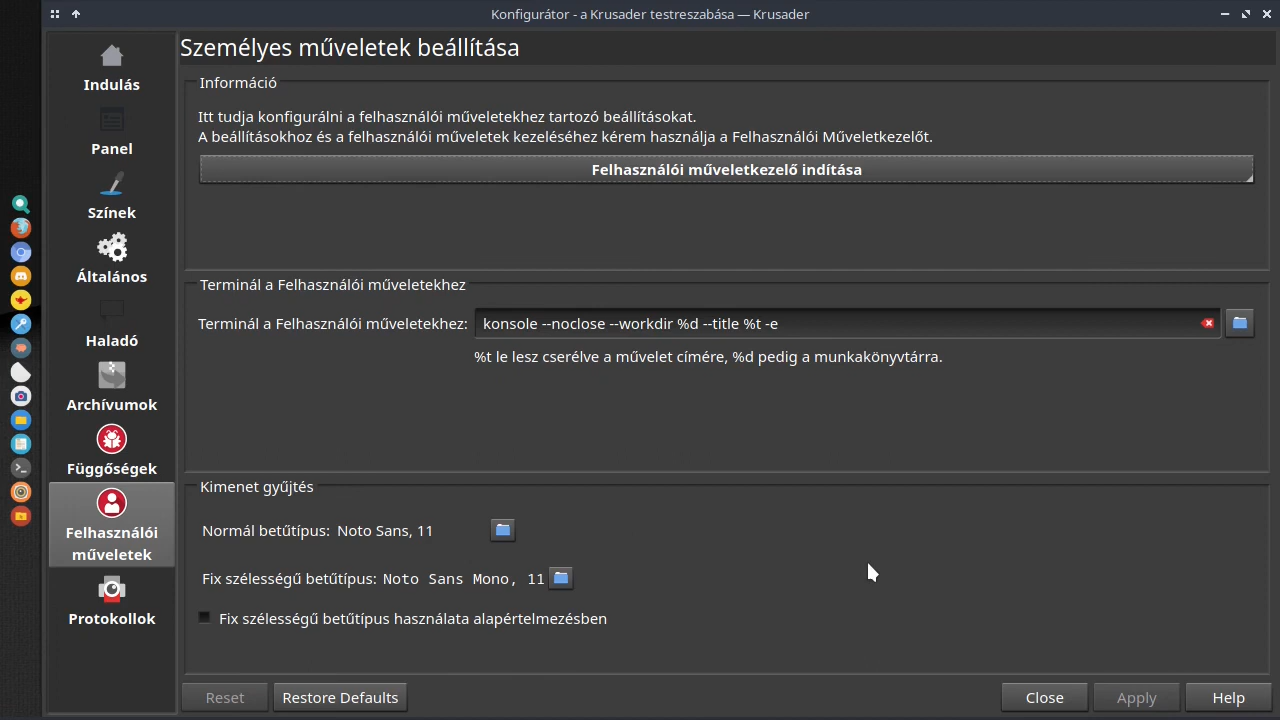 Konfigurátor - a Krusader testreszabása — Krusader
Indulás
Panel
Színek
Általános
Haladó
Archívumok
Függőségek
Felhasználói
műveletek
Protokollok
Személyes műveletek beállítása
Információ
Itt tudja konfigurálni a felhasználói műveletekhez tartozó beállításokat.
A beállításokhoz és a felhasználói műveletek kezeléséhez kérem használja a Felhasználói Műveletkezelőt.
Felhasználói műveletkezelő indítása
Terminál a Felhasználói műveletekhez
Terminál a Felhasználói műveletekhez: konsole --noclose --workdir %d --title %t -e
%t le lesz cserélve a művelet címére, %d pedig a munkakönyvtárra.
Kimenet gyűjtés
Normál betűtípus: Noto Sans, 11
Fix szélességű betűtípus: Noto Sans Mono, 11
Fix szélességű betűtípus használata alapértelmezésben
Reset Restore Defaults Close Apply Help